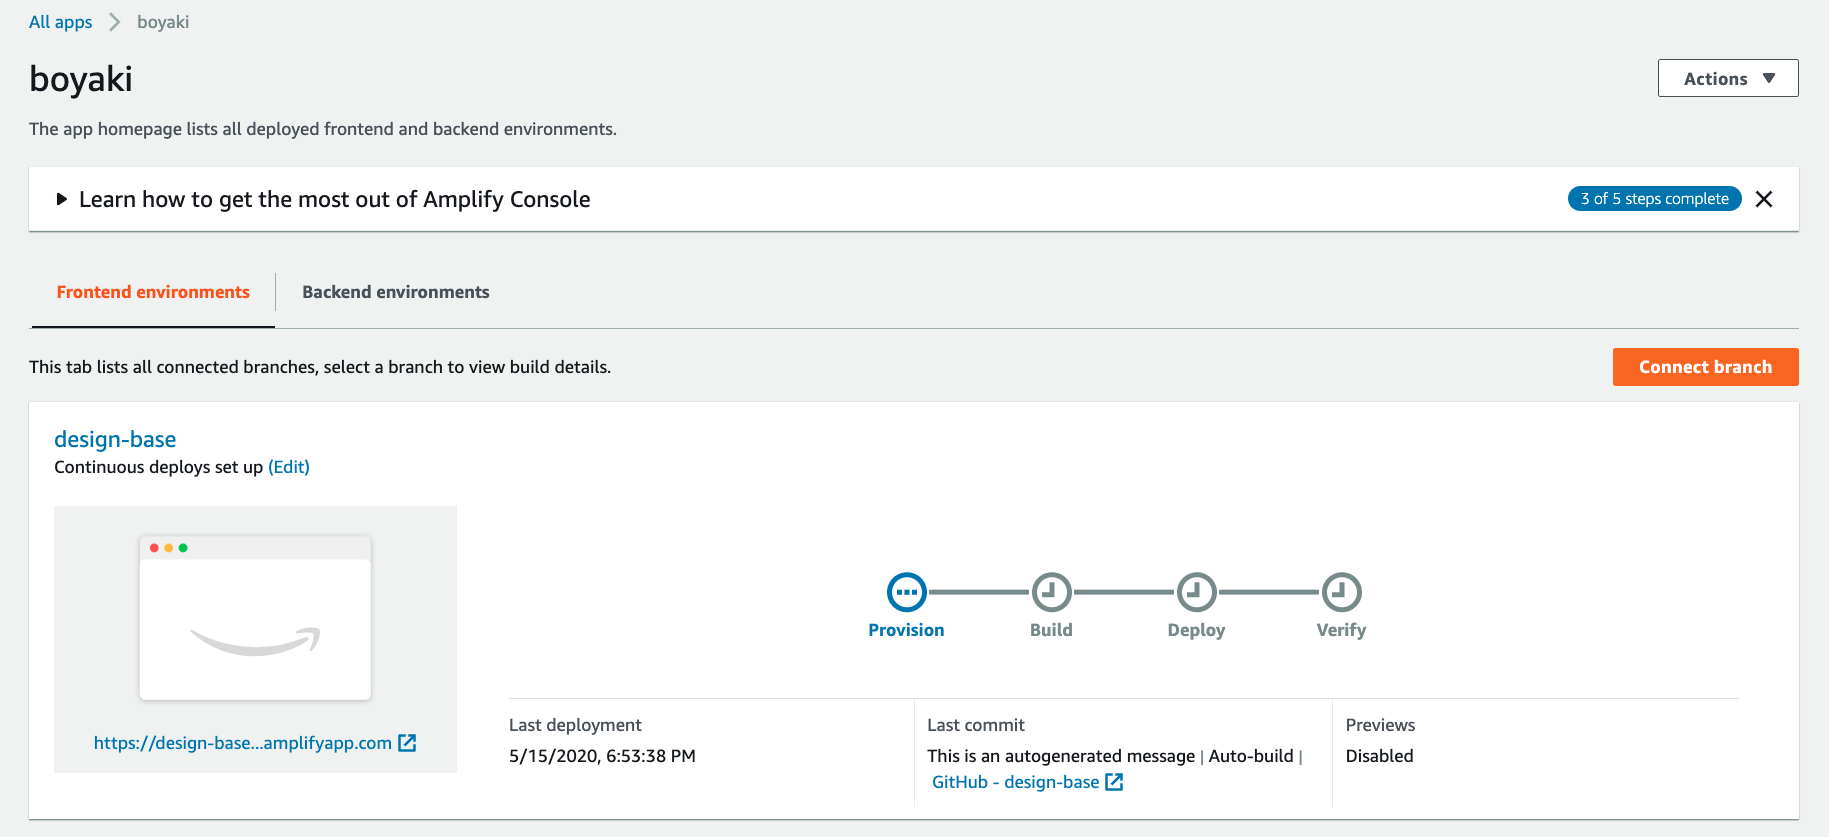 All apps boyaki
boyaki
Actions
The app homepage lists all deployed frontend and backend environments.
Learn how to get the most out of Amplify Console
3 of 5 steps complete
Frontend environments
Backend environments
This tab lists all connected branches, select a branch to view build details.
Connect branch
design-base
Continuous deploys set up (Edit)
Provision
Build
Deploy
Verify
https://design-base...amplifyapp.com
Last deployment
5/15/2020, 6:53:38 PM
Last commit
This is an autogenerated message | Auto-build |
GitHub - design-base
Previews
Disabled